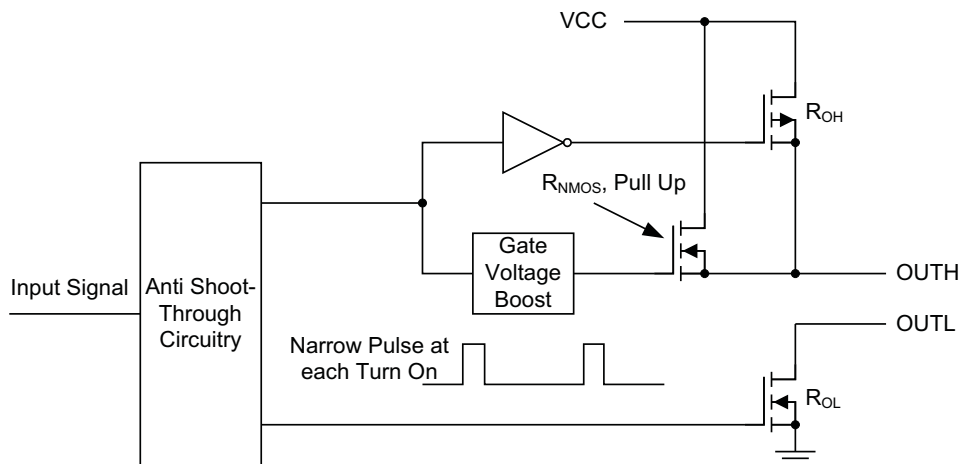 VCC
ROH
RNMOS, Pull Up
Gate
Voltage
Boost
OUTH
Input Signal
Anti Shoot-
Through
Circuitry
OUTL
Narrow Pulse at
each Turn On
ROL